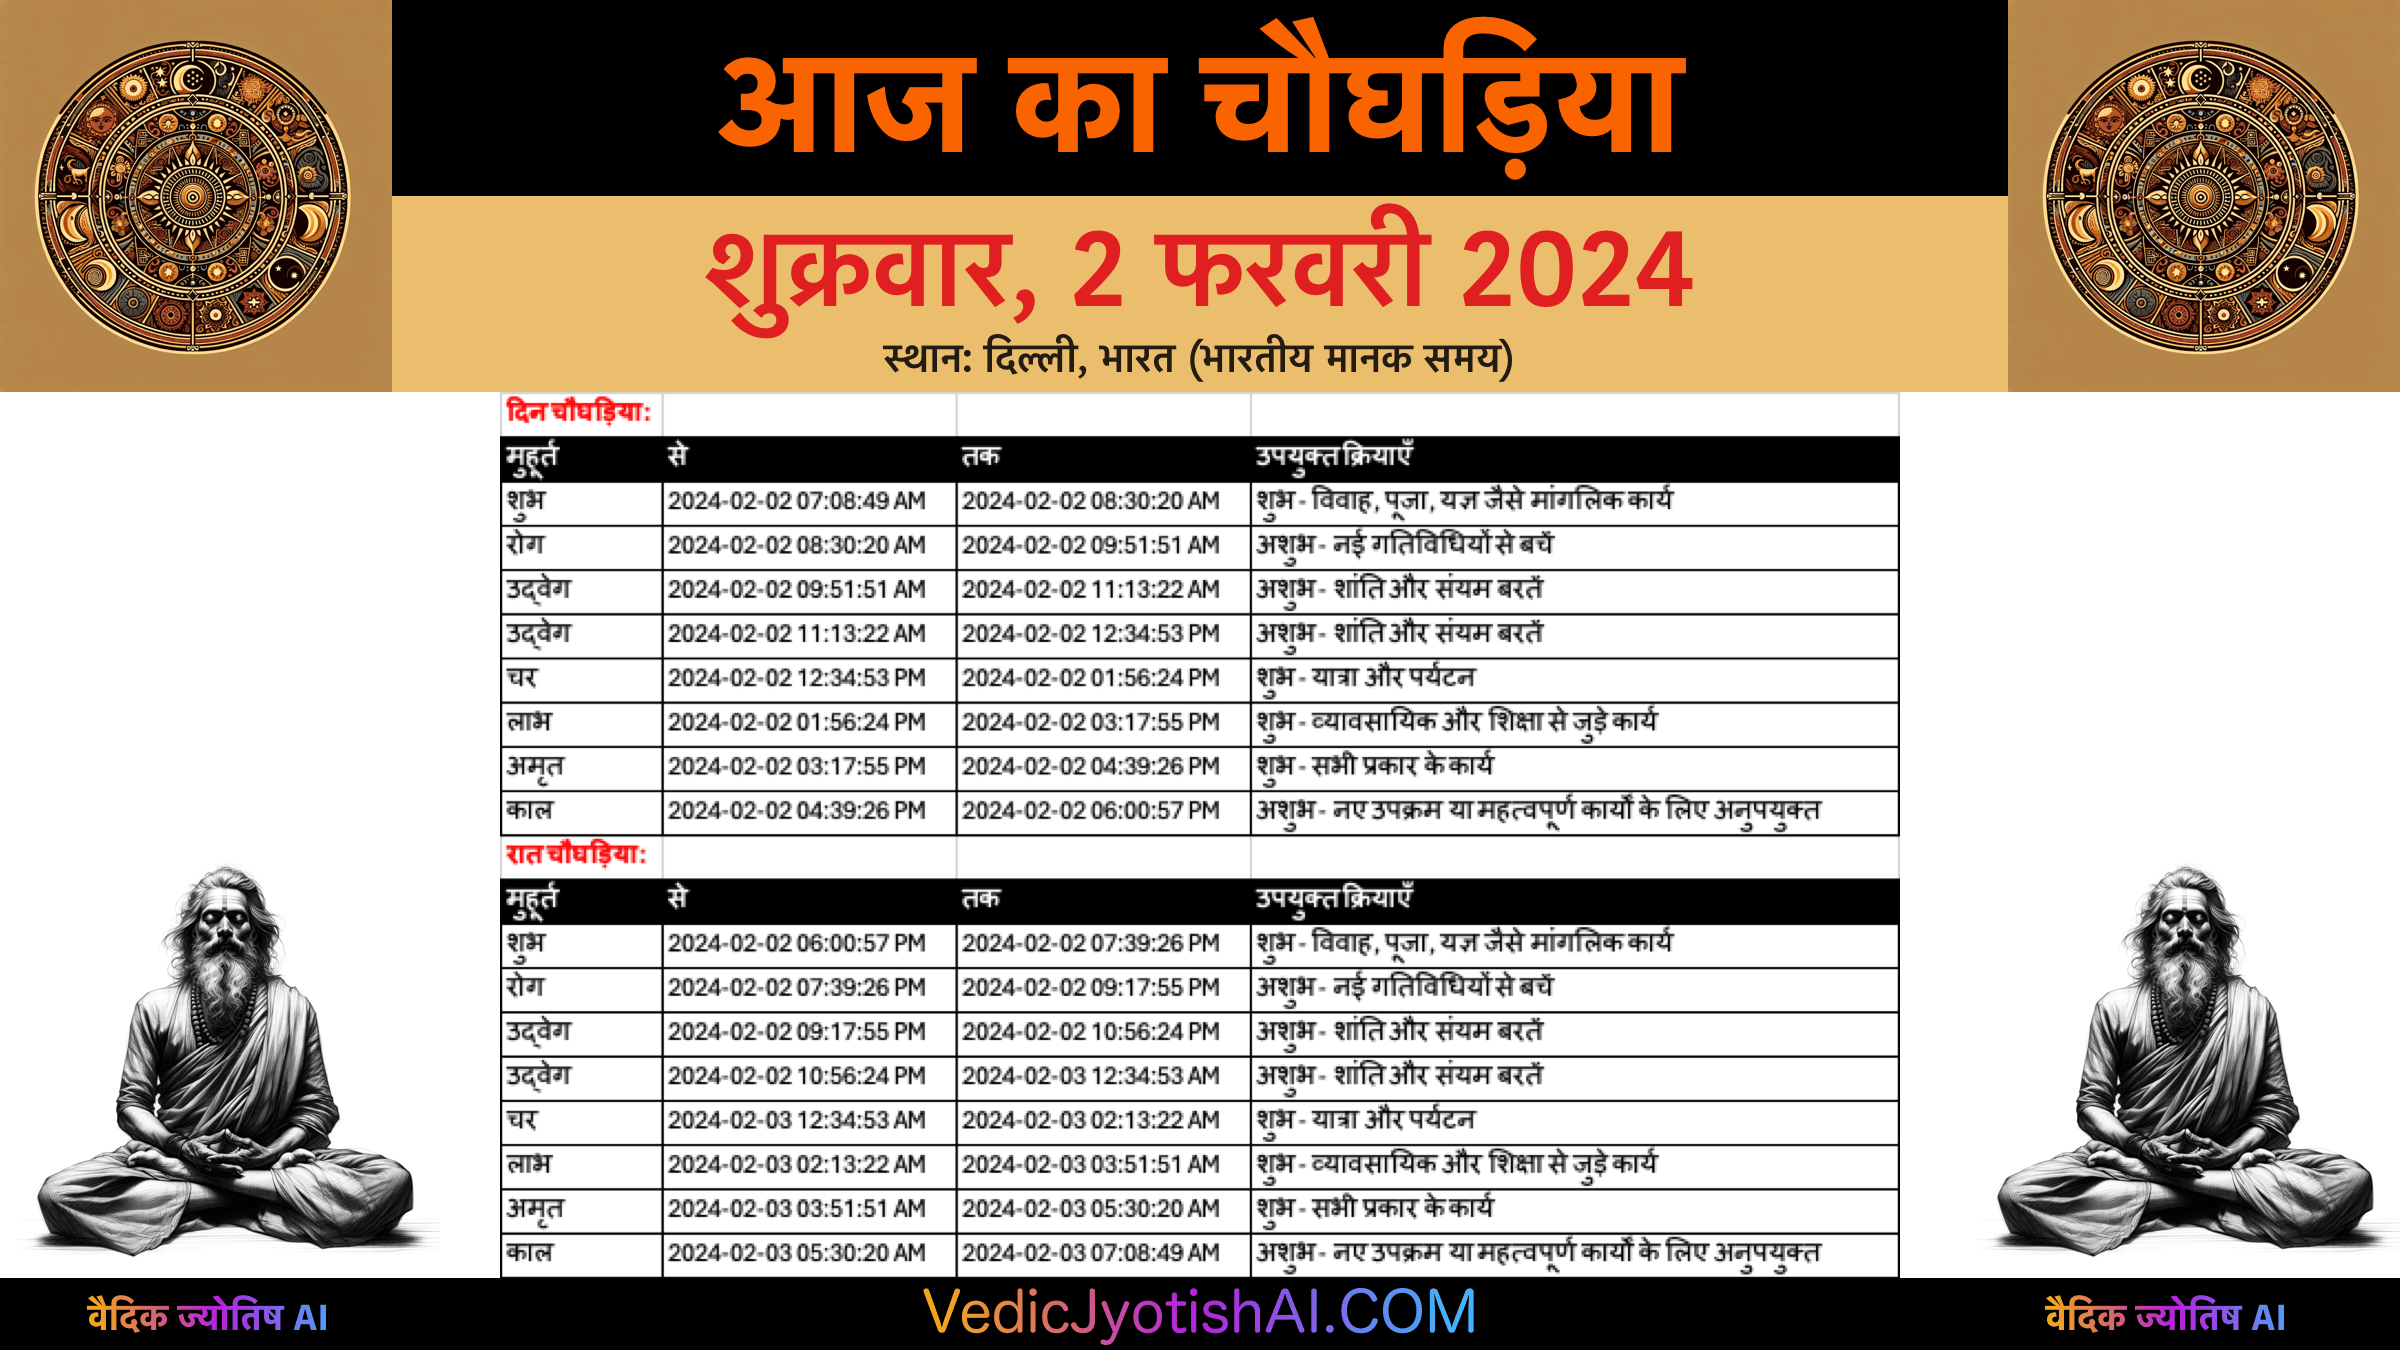 आज का चौघड़िया
शुक्रवार, 2 फरवरी 2024
स्थान: दिल्ली, भारत (भारतीय मानक समय)
दिन चौघड़िया:
मुहूर्त से तक उपयुक्त क्रियाएँ
शुभ 2024-02-02 07:08:49 AM 2024-02-02 08:30:20 AM शुभ - विवाह, पूजा, यज्ञ जैसे मांगलिक कार्य
रोग 2024-02-02 08:30:20 AM 2024-02-02 09:51:51 AM अशुभ - नई गतिविधियों से बचें
उद्वेग 2024-02-02 09:51:51 AM 2024-02-02 11:13:22 AM अशुभ - शांति और संयम बरतें
उद्वेग 2024-02-02 11:13:22 AM 2024-02-02 12:34:53 PM अशुभ - शांति और संयम बरतें
चर 2024-02-02 12:34:53 PM 2024-02-02 01:56:24 PM शुभ - यात्रा और पर्यटन
लाभ 2024-02-02 01:56:24 PM 2024-02-02 03:17:55 PM शुभ - व्यावसायिक और शिक्षा से जुड़े कार्य
अमृत 2024-02-02 03:17:55 PM 2024-02-02 04:39:26 PM शुभ - सभी प्रकार के कार्य
काल 2024-02-02 04:39:26 PM 2024-02-02 06:00:57 PM अशुभ - नए उपक्रम या महत्वपूर्ण कार्यों के लिए अनुपयुक्त
रात चौघड़िया:
मुहूर्त से तक उपयुक्त क्रियाएँ
शुभ 2024-02-02 06:00:57 PM 2024-02-02 07:39:26 PM शुभ - विवाह, पूजा, यज्ञ जैसे मांगलिक कार्य
रोग 2024-02-02 07:39:26 PM 2024-02-02 09:17:55 PM अशुभ - नई गतिविधियों से बचें
उद्वेग 2024-02-02 09:17:55 PM 2024-02-02 10:56:24 PM अशुभ - शांति और संयम बरतें
उद्वेग 2024-02-02 10:56:24 PM 2024-02-03 12:34:53 AM अशुभ - शांति और संयम बरतें
चर 2024-02-03 12:34:53 AM 2024-02-03 02:13:22 AM शुभ - यात्रा और पर्यटन
लाभ 2024-02-03 02:13:22 AM 2024-02-03 03:51:51 AM शुभ - व्यावसायिक और शिक्षा से जुड़े कार्य
अमृत 2024-02-03 03:51:51 AM 2024-02-03 05:30:20 AM शुभ - सभी प्रकार के कार्य
काल 2024-02-03 05:30:20 AM 2024-02-03 07:08:49 AM अशुभ - नए उपक्रम या महत्वपूर्ण कार्यों के लिए अनुपयुक्त
वैदिक ज्योतिष AI VedicJyotishAI.COM वैदिक ज्योतिष AI